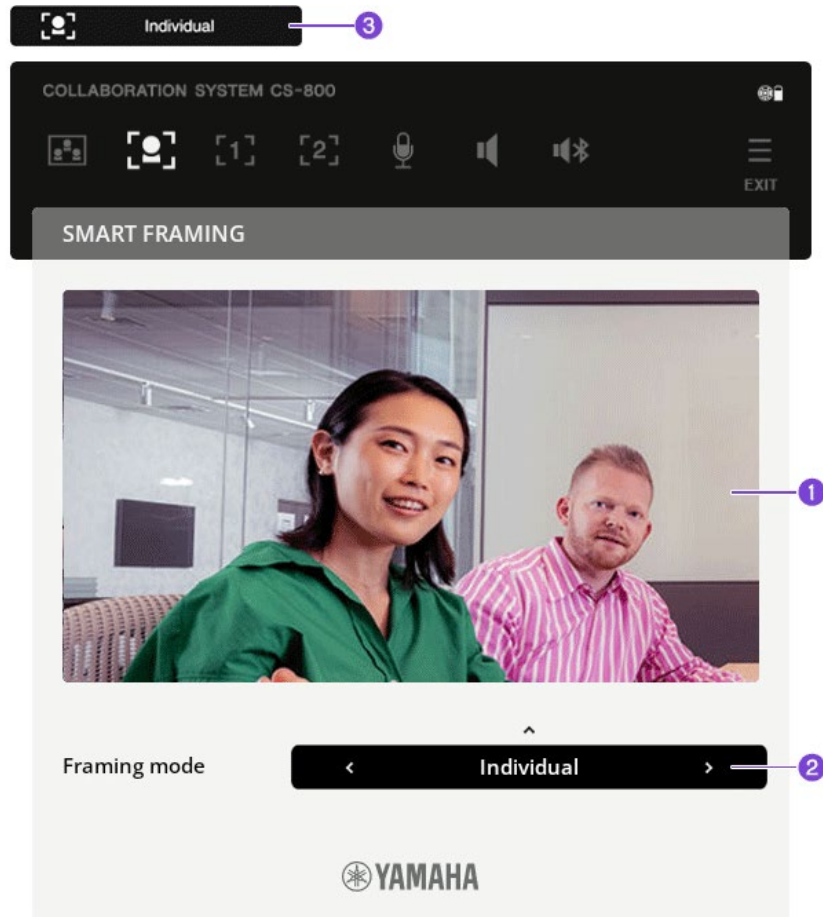 Individual
3
COLLABORATION SYSTEM CS-800
[1] [2]
EXIT
SMART FRAMING
1
Framing mode
< Individual >
2
YAMAHA